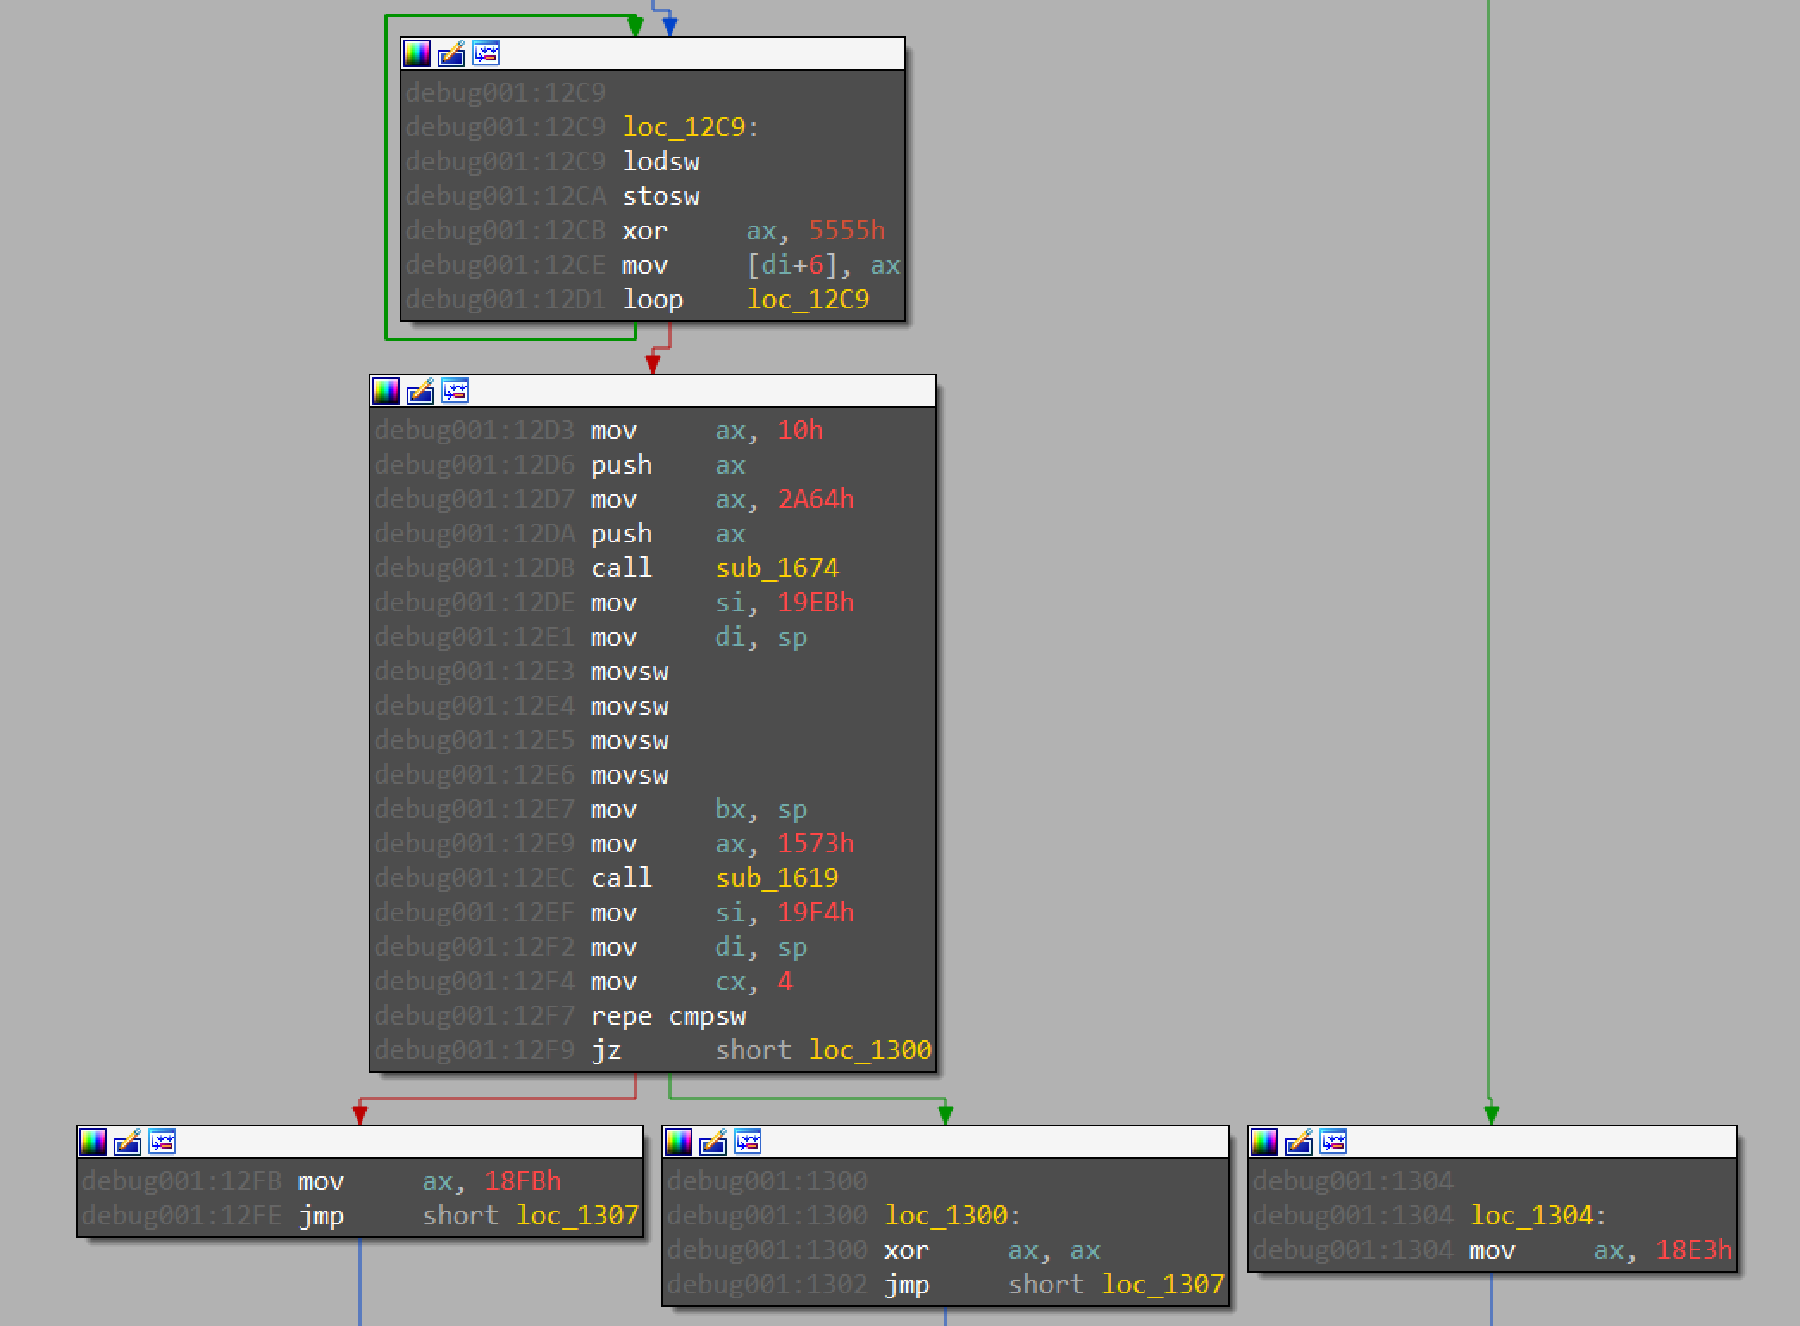 debug001:12C9
debug001:12C9 loc_12C9:
debug001:12C9 lodsw
debug001:12CA stosw
debug001:12CB xor ax, 5555h
debug001:12CE mov [di+6], ax
debug001:12D1 loop loc_12C9
debug001:12D3 mov ax, 10h
debug001:12D6 push ax
debug001:12D7 mov ax, 2A64h
debug001:12DA push ax
debug001:12DB call sub_1674
debug001:12DE mov si, 19EBh
debug001:12E1 mov di, sp
debug001:12E3 movsw
debug001:12E4 movsw
debug001:12E5 movsw
debug001:12E6 movsw
debug001:12E7 mov bx, sp
debug001:12E9 mov ax, 1573h
debug001:12EC call sub_1619
debug001:12EF mov si, 19F4h
debug001:12F2 mov di, sp
debug001:12F4 mov cx, 4
debug001:12F7 repe cmpsw
debug001:12F9 jz short loc_1300
debug001:12FB mov ax, 18FBh
debug001:12FE jmp short loc_1307
debug001:1300
debug001:1300 loc_1300:
debug001:1300 xor ax, ax
debug001:1302 jmp short loc_1307
debug001:1304
debug001:1304 loc_1304:
debug001:1304 mov ax, 18E3h